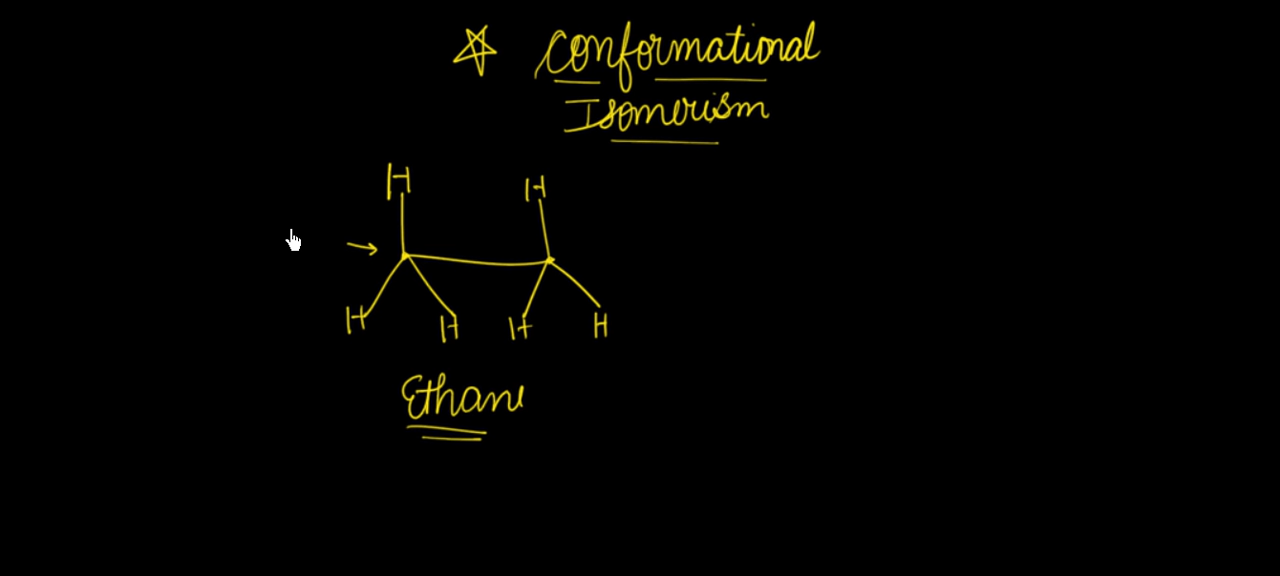 ☆ Conformational
Isomerism
H H
H H H H
Ethane